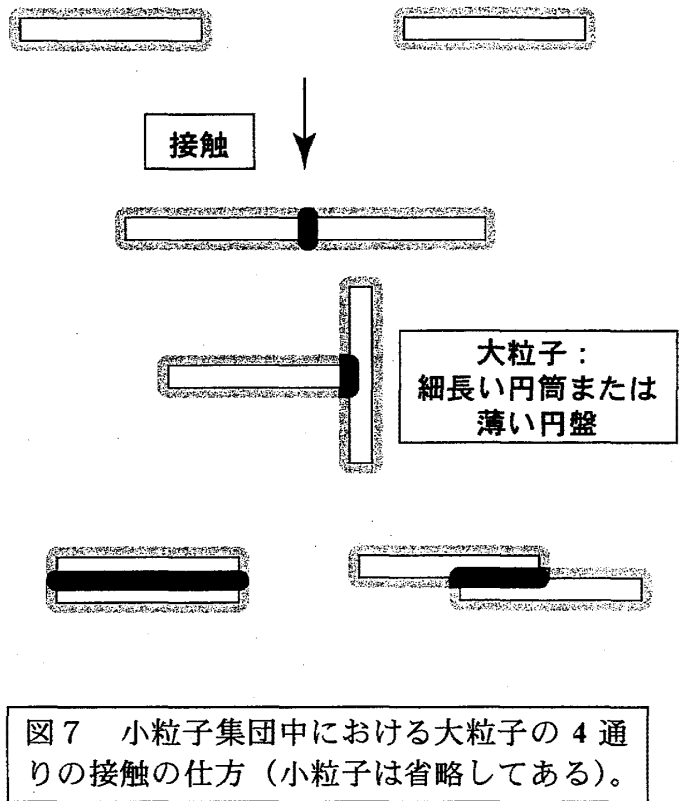 接触
大粒子：
細長い円筒または
薄い円盤
図7　小粒子集団中における大粒子の 4 通
りの接触の仕方（小粒子は省略してある）。